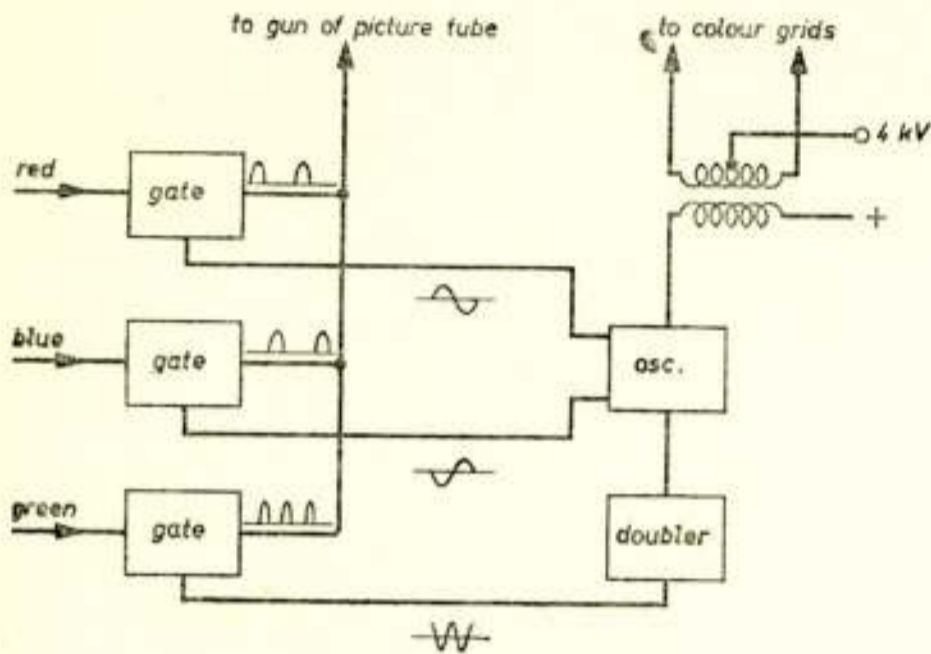 to gun of picture tube
to colour grids
4 kV
red
gate
+
blue
gate
osc.
green
gate
doubler